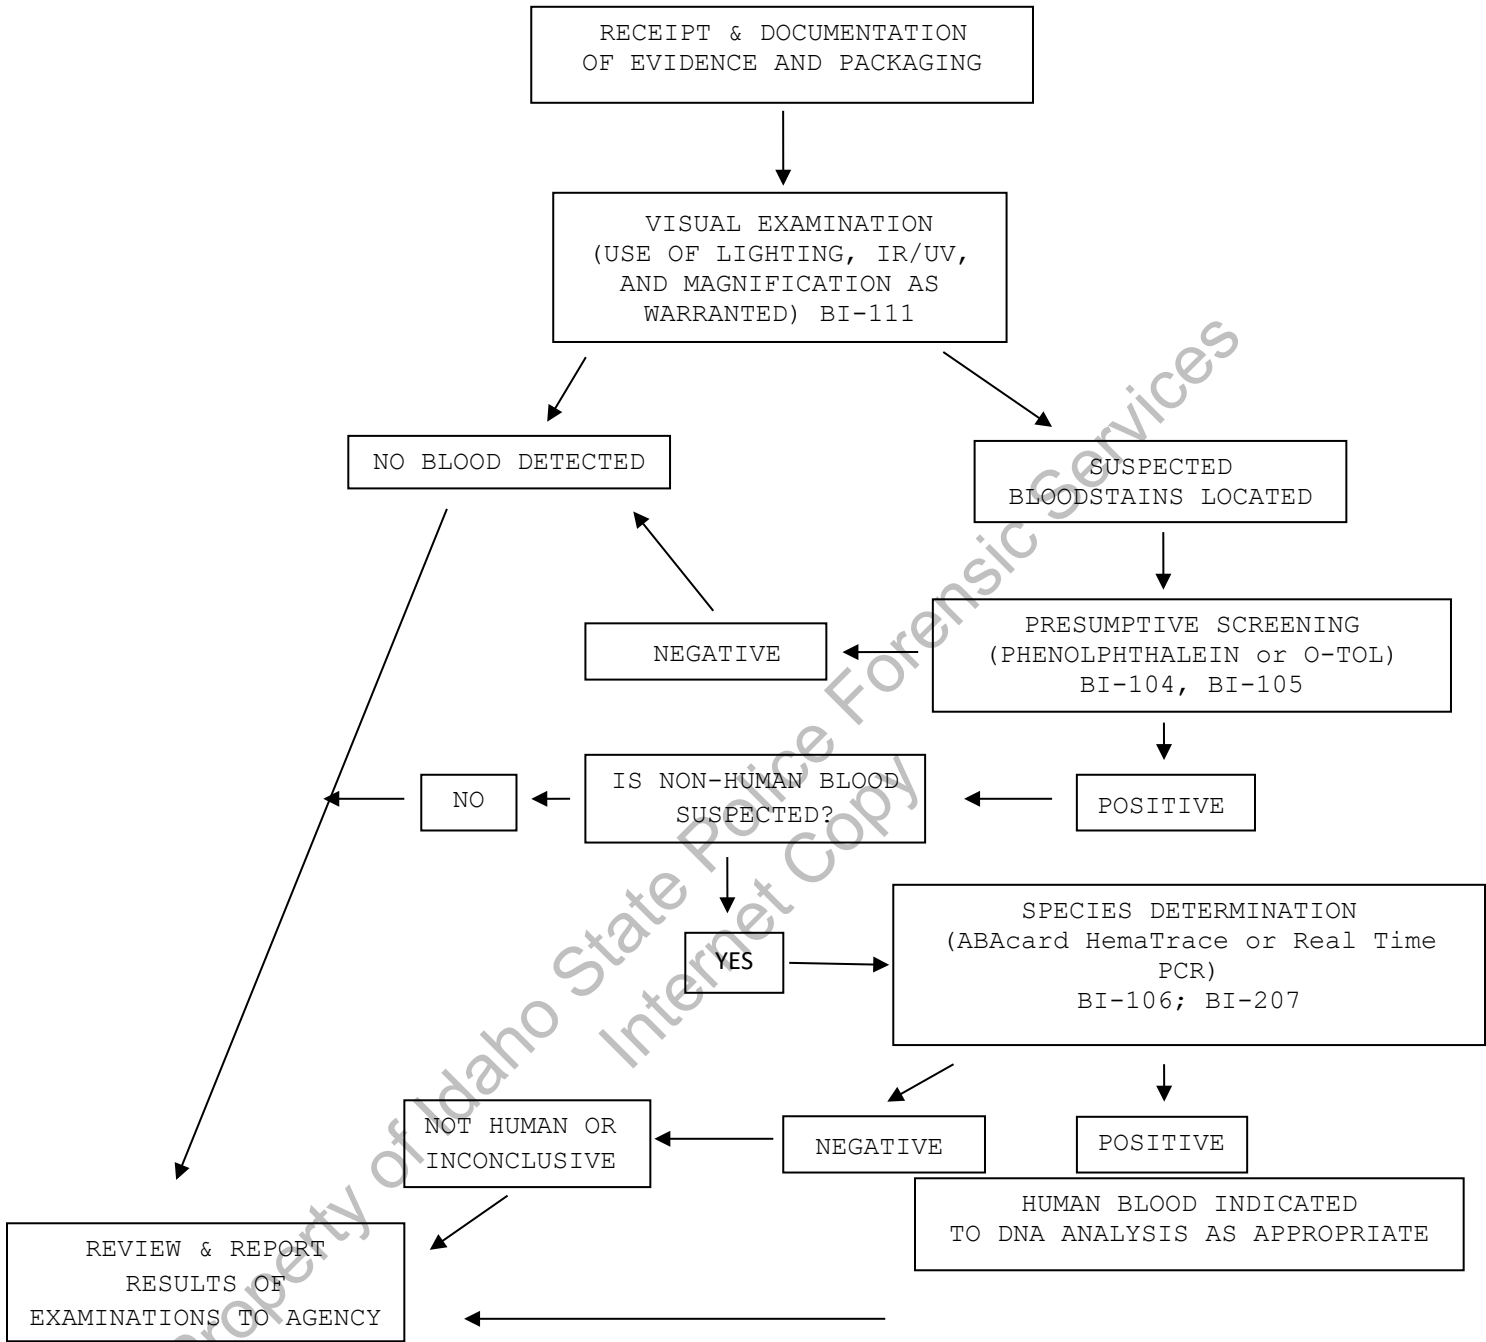 RECEIPT & DOCUMENTATION
OF EVIDENCE AND PACKAGING
VISUAL EXAMINATION
(USE OF LIGHTING, IR/UV,
AND MAGNIFICATION AS
WARRANTED) BI-111
NO BLOOD DETECTED
SUSPECTED
BLOODSTAINS LOCATED
PRESUMPTIVE SCREENING
(PHENOLPHTHALEIN or O-TOL)
BI-104, BI-105
NEGATIVE
IS NON-HUMAN BLOOD
SUSPECTED?
NO
POSITIVE
SPECIES DETERMINATION
(ABAcard HemaTrace or Real Time
PCR)
BI-106; BI-207
YES
NOT HUMAN OR
INCONCLUSIVE
NEGATIVE
POSITIVE
HUMAN BLOOD INDICATED
TO DNA ANALYSIS AS APPROPRIATE
REVIEW & REPORT
RESULTS OF
EXAMINATIONS TO AGENCY
Property of Idaho State Police Forensic Services
Internet Copy